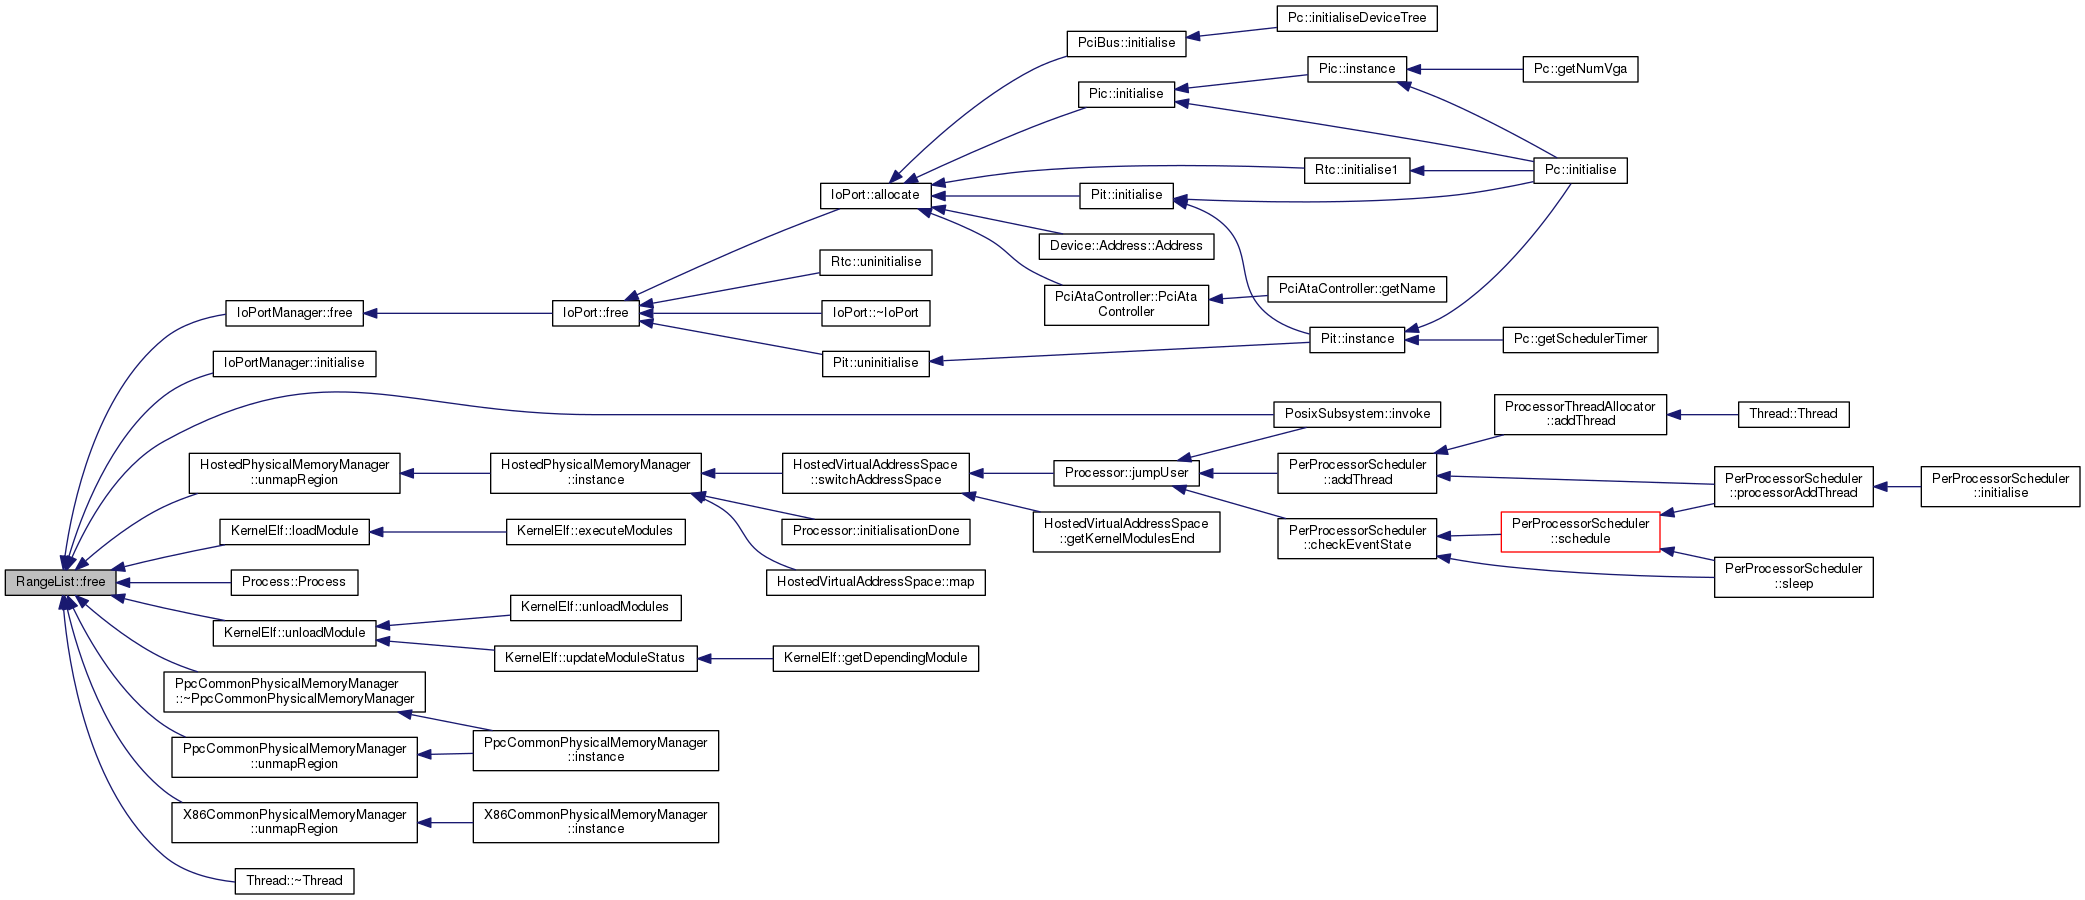 RangeList::free
IoPortManager::free
IoPort::free
IoPort::allocate
PciBus::initialise
Pc::initialiseDeviceTree
Pic::initialise
Pic::instance
Pc::getNumVga
Pc::initialise
Rtc::initialise1
Pit::initialise
Device::Address::Address
PciAtaController::PciAta
Controller
PciAtaController::getName
Pit::instance
Pc::getSchedulerTimer
Rtc::uninitialise
IoPort::~IoPort
Pit::uninitialise
IoPortManager::initialise
PosixSubsystem::invoke
HostedPhysicalMemoryManager
::unmapRegion
HostedPhysicalMemoryManager
::instance
HostedVirtualAddressSpace
::switchAddressSpace
Processor::jumpUser
PerProcessorScheduler
::addThread
ProcessorThreadAllocator
::addThread
Thread::Thread
PerProcessorScheduler
::processorAddThread
PerProcessorScheduler
::initialise
PerProcessorScheduler
::checkEventState
PerProcessorScheduler
::schedule
PerProcessorScheduler
::sleep
HostedVirtualAddressSpace
::getKernelModulesEnd
Processor::initialisationDone
HostedVirtualAddressSpace::map
KernelElf::loadModule
KernelElf::executeModules
Process::Process
KernelElf::unloadModule
KernelElf::unloadModules
KernelElf::updateModuleStatus
KernelElf::getDependingModule
PpcCommonPhysicalMemoryManager
::~PpcCommonPhysicalMemoryManager
PpcCommonPhysicalMemoryManager
::unmapRegion
PpcCommonPhysicalMemoryManager
::instance
X86CommonPhysicalMemoryManager
::unmapRegion
X86CommonPhysicalMemoryManager
::instance
Thread::~Thread